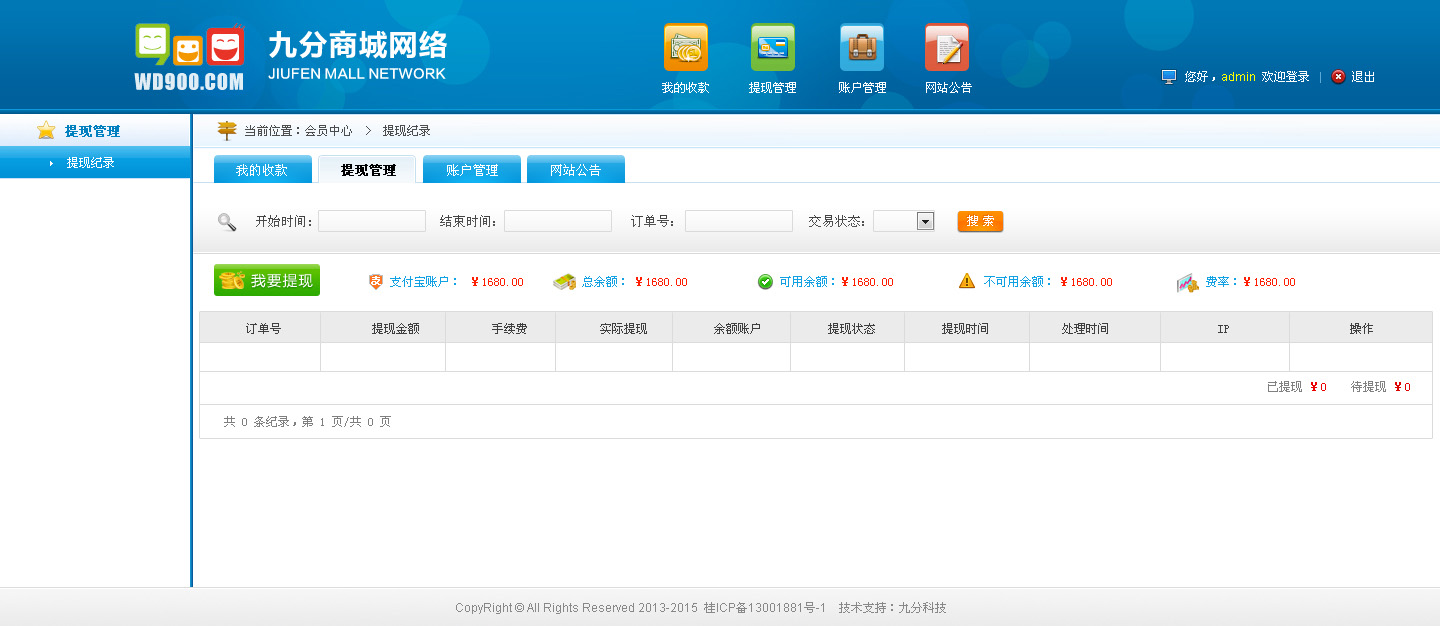 WD900.COM
九分商城网络
JIUFEN MALL NETWORK
我的收款 提现管理 账户管理 网站公告
您好，admin 欢迎登录 | 退出
提现管理
提现纪录
当前位置：会员中心 > 提现纪录
我的收款 提现管理 账户管理 网站公告
开始时间： 结束时间： 订单号： 交易状态： 搜 索
我要提现 支付宝账户： ¥1680.00 总余额： ¥1680.00 可用余额：¥1680.00 不可用余额： ¥1680.00 费率：¥1680.00
订单号 提现金额 手续费 实际提现 余额账户 提现状态 提现时间 处理时间 IP 操作
已提现 ¥0 待提现 ¥0
共 0 条纪录，第 1 页/共 0 页
CopyRight © All Rights Reserved 2013-2015 桂ICP备13001881号-1 技术支持：九分科技